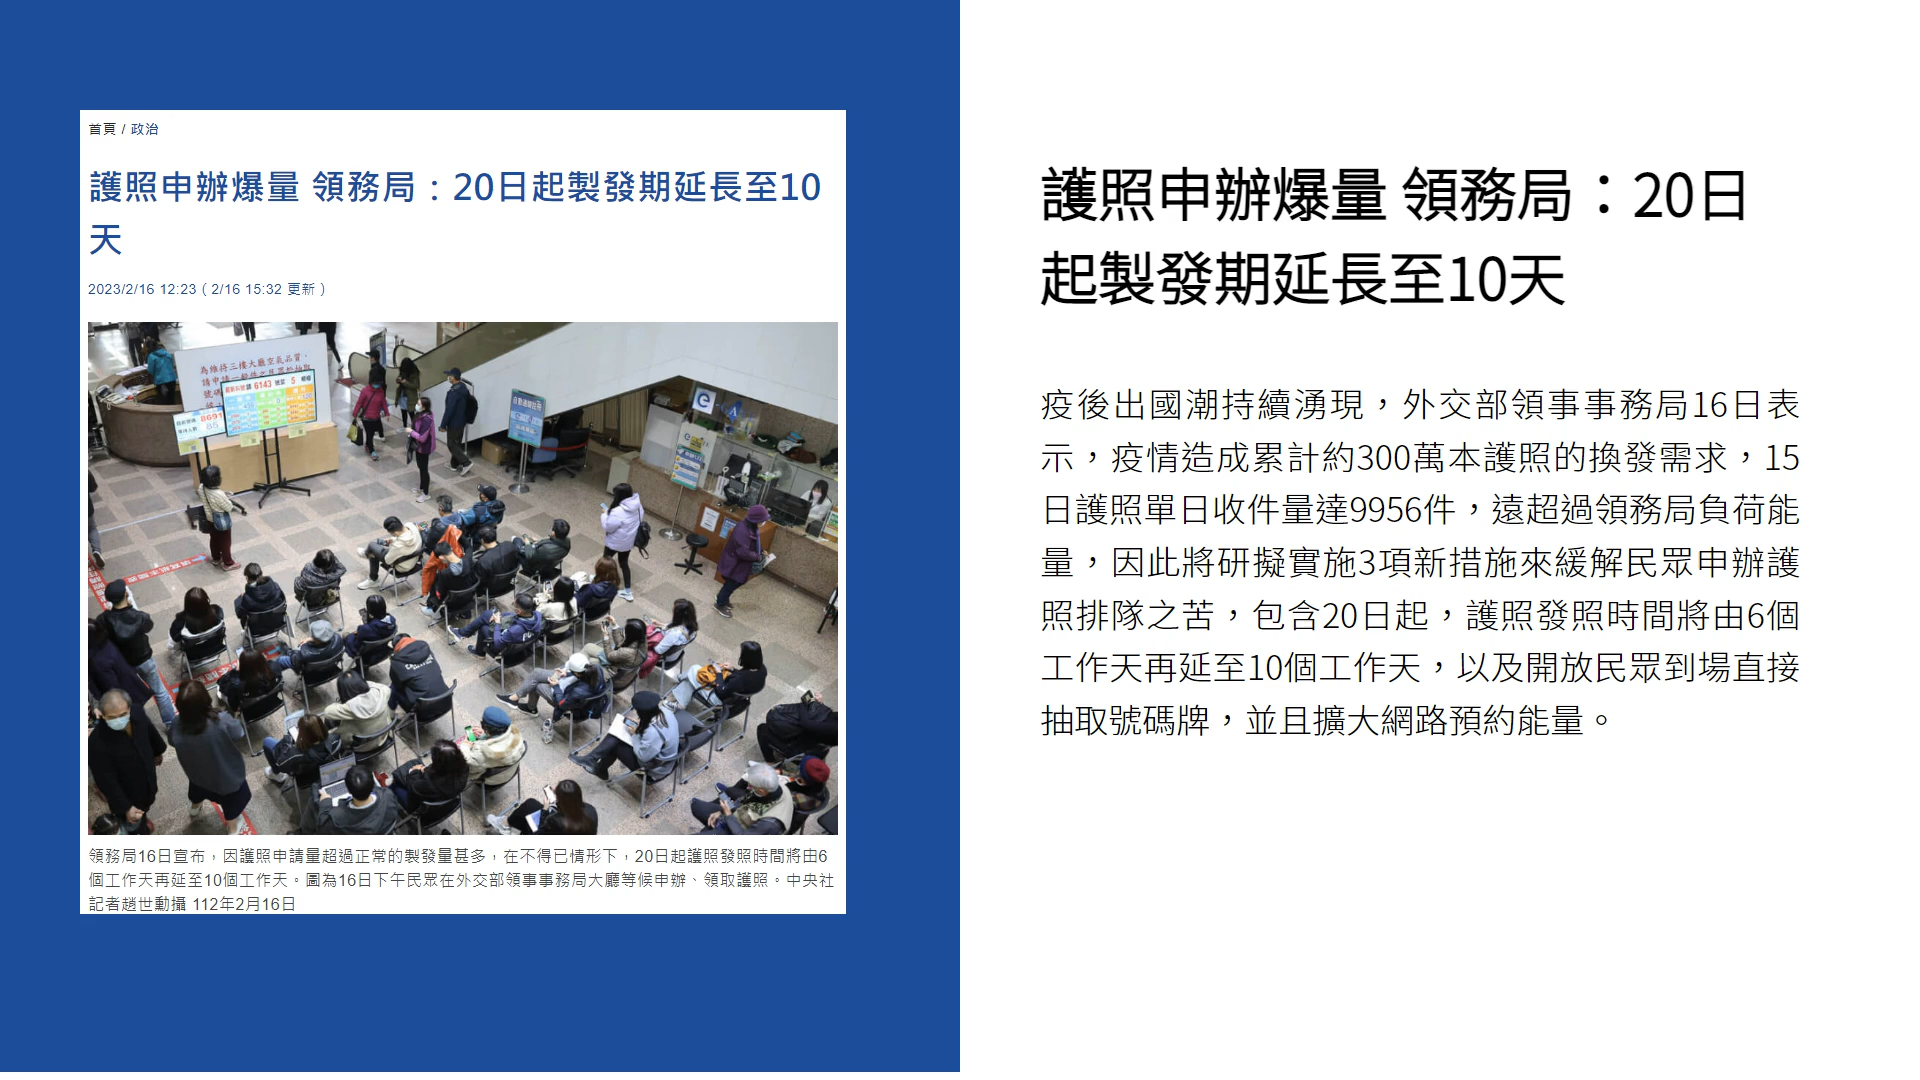 首頁 / 政治
護照申辦爆量 領務局：20日起製發期延長至10
天
2023/2/16 12:23（2/16 15:32 更新）
為維持三樓大廳空氣品質，
6143
5
8691
85
領務局16日宣布，因護照申請量超過正常的製發量甚多，在不得已情形下，20日起護照發照時間將由6
個工作天再延至10個工作天。圖為16日下午民眾在外交部領事事務局大廳等候申辦、領取護照。中央社
記者趙世勳攝 112年2月16日
護照申辦爆量 領務局：20日
起製發期延長至10天
疫後出國潮持續湧現，外交部領事事務局16日表
示，疫情造成累計約300萬本護照的換發需求，15
日護照單日收件量達9956件，遠超過領務局負荷能
量，因此將研擬實施3項新措施來緩解民眾申辦護
照排隊之苦，包含20日起，護照發照時間將由6個
工作天再延至10個工作天，以及開放民眾到場直接
抽取號碼牌，並且擴大網路預約能量。